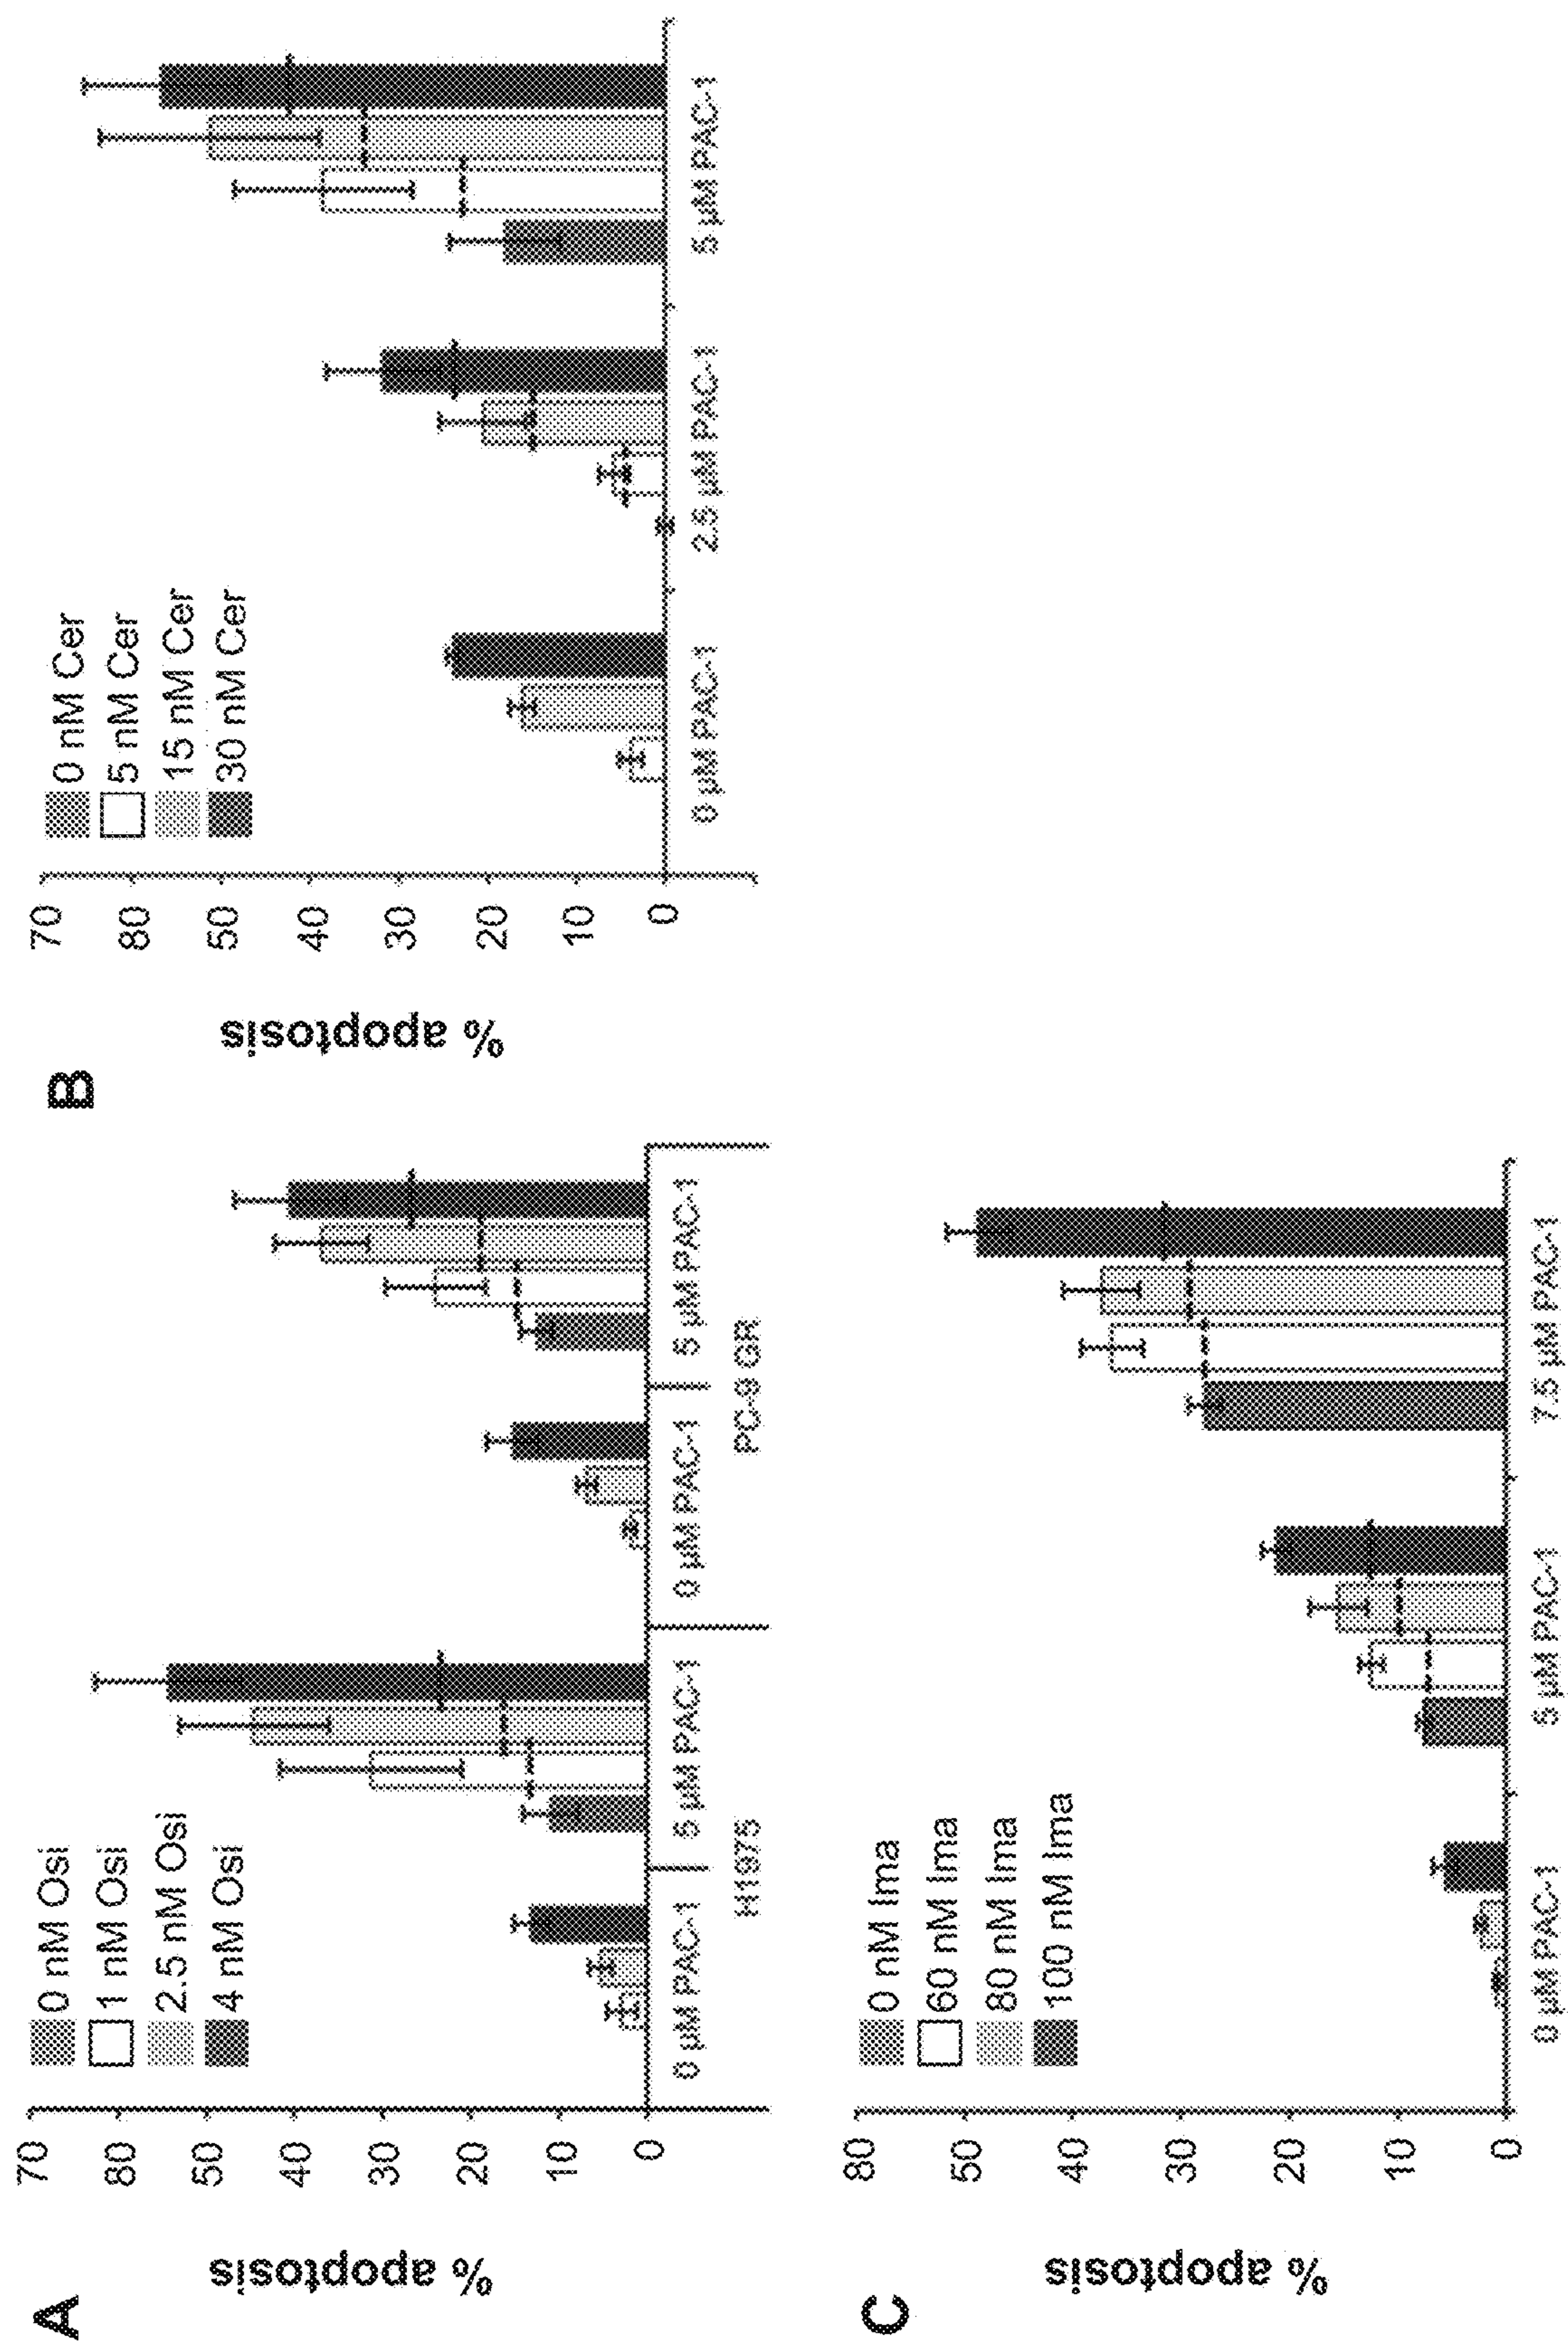 A
% apoptosis
70
80
50
40
30
20
10
0
0 nM Osi
1 nM Osi
2.5 nM Osi
4 nM Osi
0 µM PAC-1
5 µM PAC-1
0 µM PAC-1
5 µM PAC-1
H1975
PC-9 GR
B
% apoptosis
70
80
50
40
30
20
10
0
0 nM Cer
5 nM Cer
15 nM Cer
30 nM Cer
0 µM PAC-1
2.5 µM PAC-1
5 µM PAC-1
C
% apoptosis
80
50
40
30
20
10
0
0 nM Ima
60 nM Ima
80 nM Ima
100 nM Ima
0 µM PAC-1
5 µM PAC-1
7.5 µM PAC-1